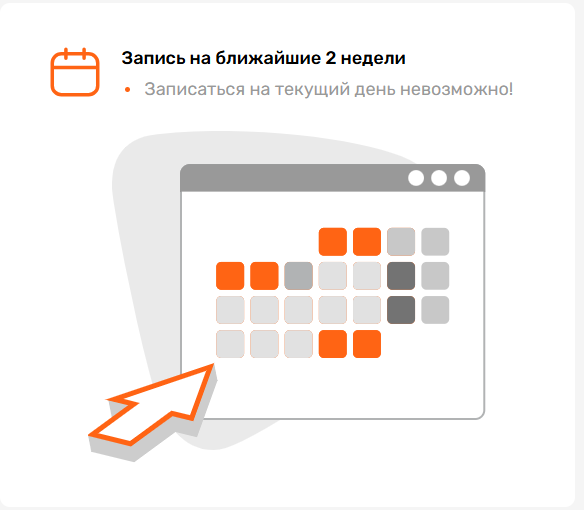 Запись на ближайшие 2 недели
Записаться на текущий день невозможно!